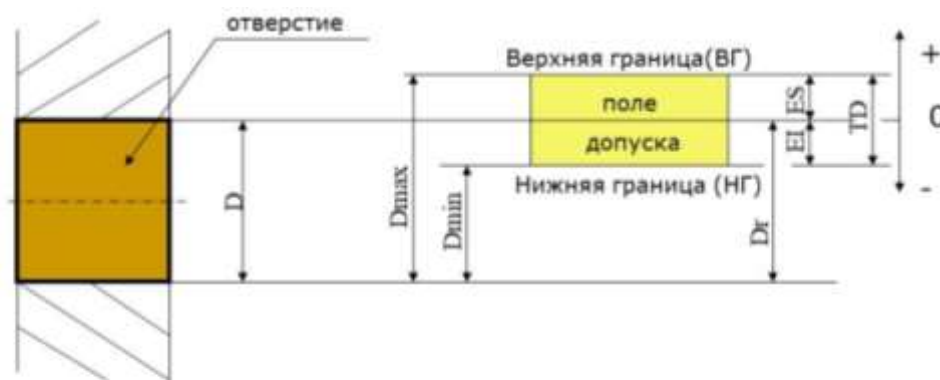 отверстие
Верхняя граница(ВГ)
поле
допуска
Нижняя граница (НГ)
D
Dmax
Dmin
Dr
EI
ES
TD
+
0
-